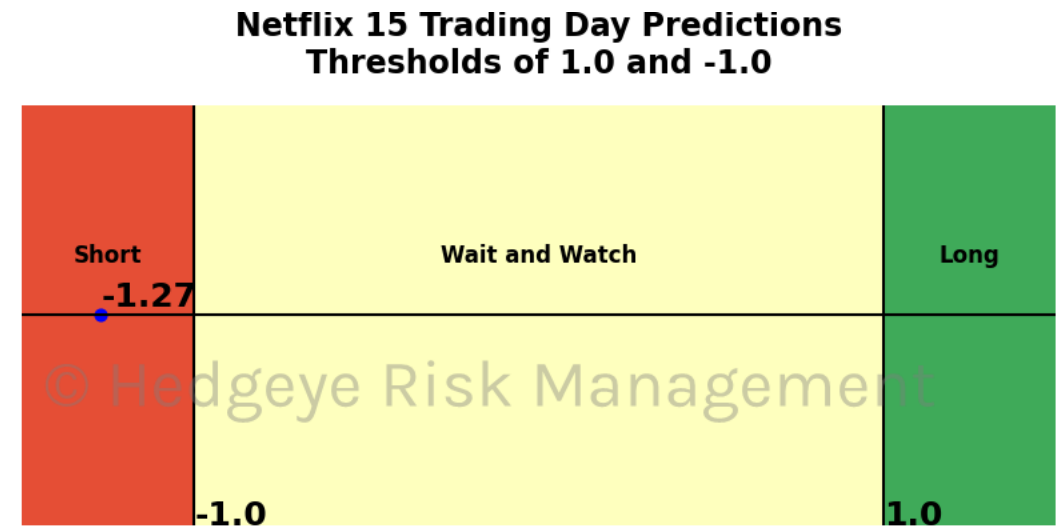 Netflix 15 Trading Day Predictions
Thresholds of 1.0 and -1.0
Short
Wait and Watch
Long
-1.27
© Hedgeye Risk Management
-1.0
1.0